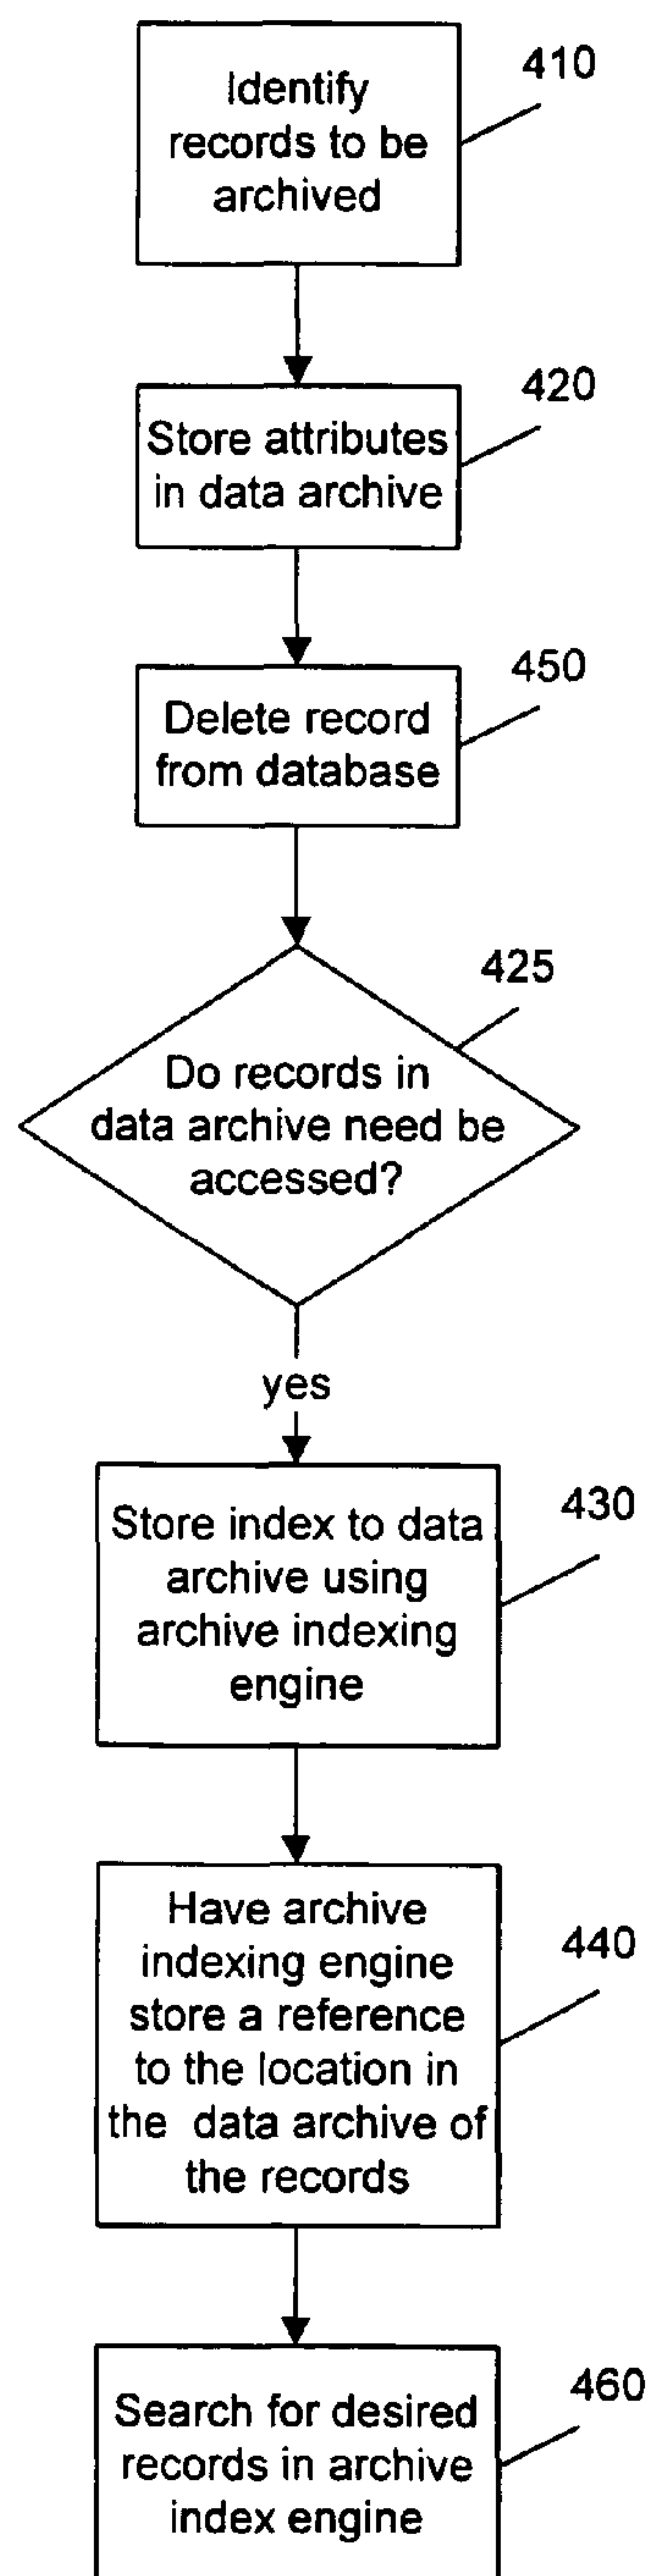 410
Identify
records to be
archived
420
Store attributes
in data archive
450
Delete record
from database
425
Do records in
data archive need be
accessed?
yes
430
Store index to data
archive using
archive indexing
engine
440
Have archive
indexing engine
store a reference
to the location in
the data archive of
the records
460
Search for desired
records in archive
index engine